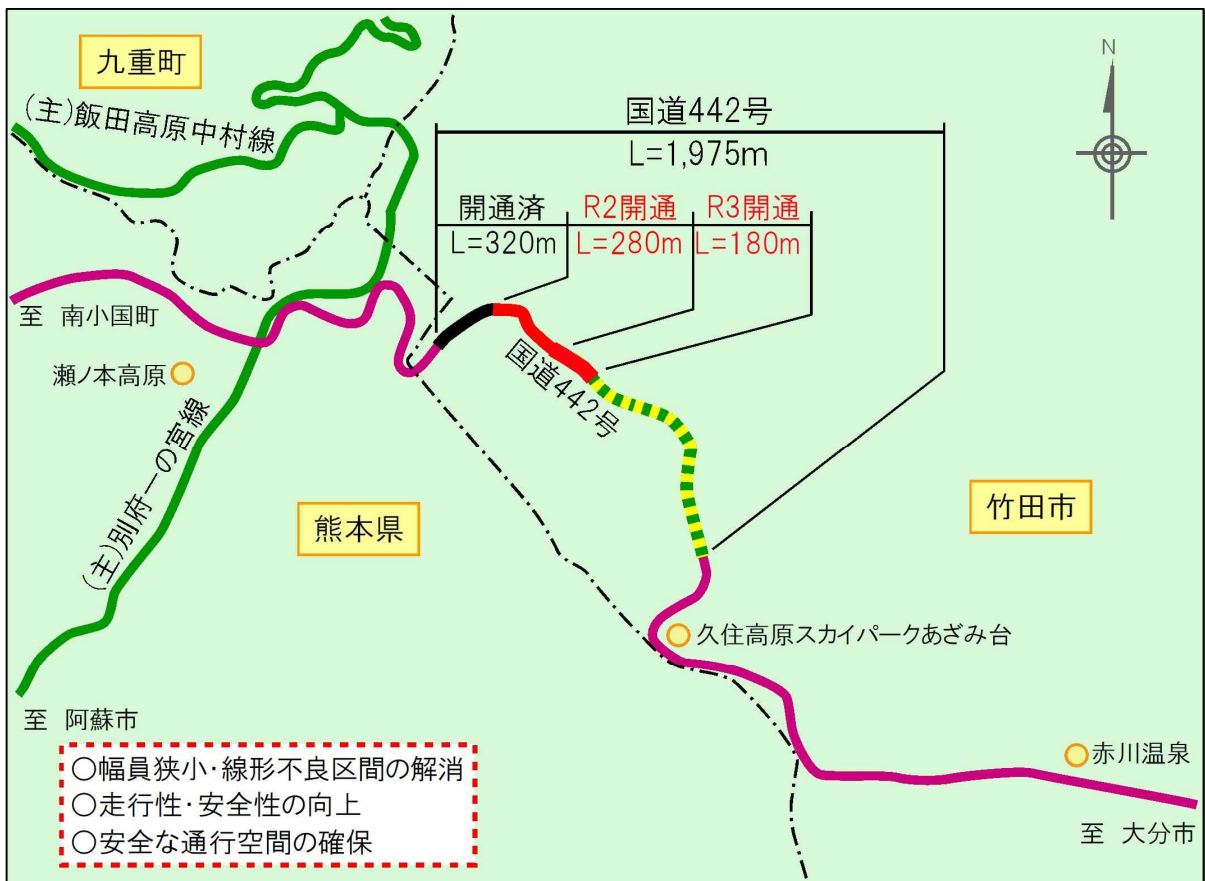 九重町
(主)飯田高原中村線
N
国道442号
L=1,975m
開通済
R2開通
R3開通
L=320m
L=280m
L=180m
至 南小国町
瀬ノ本高原
国道442号
(主)別府一の宮線
熊本県
竹田市
久住高原スカイパークあざみ台
至 阿蘇市
赤川温泉
至 大分市
○幅員狭小・線形不良区間の解消
○走行性・安全性の向上
○安全な通行空間の確保